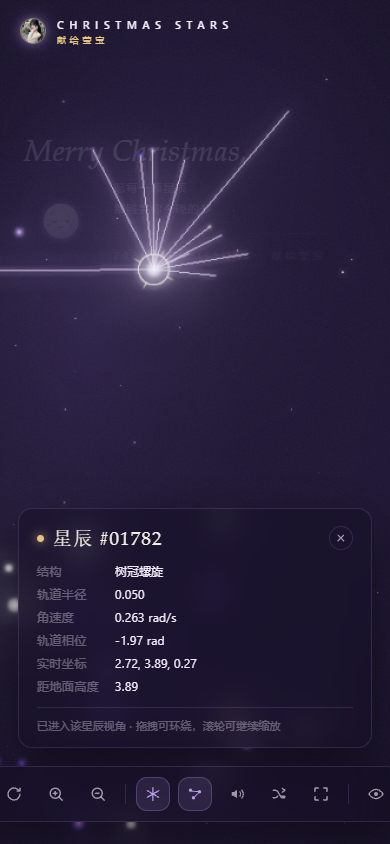 CHRISTMAS STARS
献给莹宝
Merry Christmas,
星辰 #01782
结构 树冠螺旋
轨道半径 0.050
角速度 0.263 rad/s
轨道相位 -1.97 rad
实时坐标 2.72, 3.89, 0.27
距地面高度 3.89
已进入该星辰视角 · 拖拽可环绕，滚轮可继续缩放